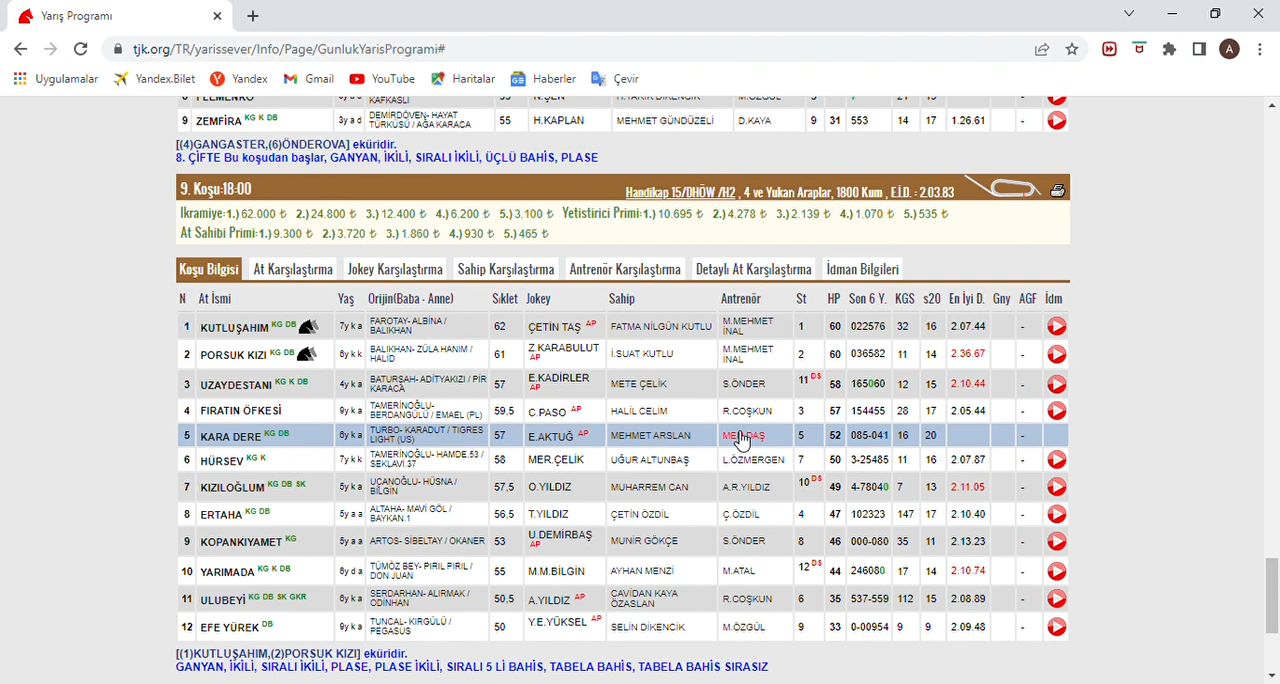 Yarış Programı
tjk.org/TR/yarissever/Info/Page/GunlukYarisProgrami#
A
Uygulamalar Yandex.Bilet Yandex Gmail YouTube Haritalar Haberler Çevir
KAFKASLI
9 ZEMFİRA KG K DB 3y a d DEMİRDÖVEN- HAYAT TÜRKÜSÜ / AĞA KARACA 55 H.KAPLAN MEHMET GÜNDÜZELİ D.KAYA 9 31 553 14 17 1.26.61 -
[(4)GANGASTER,(6)ÖNDEROVA] eküridir.
8. ÇİFTE Bu koşudan başlar, GANYAN, İKİLİ, SIRALI İKİLİ, ÜÇLÜ BAHİS, PLASE
9. Koşu:18:00 Handikap 15/DHÖW /H2 , 4 ve Yukarı Araplar, 1800 Kum , E.İ.D. : 2.03.83
İkramiye:1.) 62.000 ₺ 2.) 24.800 ₺ 3.) 12.400 ₺ 4.) 6.200 ₺ 5.) 3.100 ₺ Yetistirici Primi:1.) 10.695 ₺ 2.) 4.278 ₺ 3.) 2.139 ₺ 4.) 1.070 ₺ 5.) 535 ₺
At Sahibi Primi:1.) 9.300 ₺ 2.) 3.720 ₺ 3.) 1.860 ₺ 4.) 930 ₺ 5.) 465 ₺
Koşu Bilgisi At Karşılaştırma Jokey Karşılaştırma Sahip Karşılaştırma Antrenör Karşılaştırma Detaylı At Karşılaştırma İdman Bilgileri
N At İsmi Yaş Orijin(Baba - Anne) Sıklet Jokey Sahip Antrenör St HP Son 6 Y. KGS s20 En İyi D. Gny AGF İdm
1 KUTLUŞAHIM KG DB 7y k a FAROTAY- ALBİNA / BALIKHAN 62 ÇETİN TAŞ AP FATMA NİLGÜN KUTLU M.MEHMET İNAL 1 60 022576 32 16 2.07.44 -
2 PORSUK KIZI KG DB 6y k k BALIKHAN- ZÜLA HANIM / HALİD 61 Z.KARABULUT AP İ.SUAT KUTLU M.MEHMET İNAL 2 60 036582 11 14 2.36.67 -
3 UZAYDESTANI KG K DB 4y k a BATURŞAH- ADİTYAKIZI / PİR KARACA 57 E.KADİRLER AP METE ÇELİK S.ÖNDER 11 DS 58 165060 12 15 2.10.44 -
4 FIRATIN ÖFKESİ 9y k a TAMERİNOĞLU- BERDANGÜLÜ / EMAEL (PL) 59,5 C.PASO AP HALİL CELİM R.COŞKUN 3 57 154455 28 17 2.05.44 -
5 KARA DERE KG DB 6y k a TURBO- KARADUT / TIGRES LIGHT (US) 57 E.AKTUĞ AP MEHMET ARSLAN 5 52 085-041 16 20 -
6 HÜRSEV KG K 7y k k TAMERİNOĞLU- HAMDE.53 / SEKLAVİ.37 58 MER.ÇELİK UĞUR ALTUNBAŞ L.ÖZMERGEN 7 50 3-25485 11 16 2.07.87 -
7 KIZILOĞLUM KG DB SK 5y k a UÇANOĞLU- HÜSNA / BİLGİN 57,5 O.YILDIZ MUHARREM CAN A.R.YILDIZ 10 DS 49 4-78040 7 13 2.11.05 -
8 ERTAHA KG DB 5y a a ALTAHA- MAVİ GÖL / BAYKAN.1 56,5 T.YILDIZ ÇETİN ÖZDİL Ç.ÖZDİL 4 47 102323 147 17 2.10.40 -
9 KOPANKIYAMET KG 5y a a ARTOS- SİBELTAY / OKANER 53 U.DEMİRBAŞ AP MUNİR GÖKÇE S.ÖNDER 8 46 000-080 35 11 2.13.23 -
10 YARIMADA KG K DB 6y d a TÜMÖZ BEY- PIRIL PIRIL / DON JUAN 55 M.M.BİLGİN AYHAN MENZİ M.ATAL 12 DS 44 246080 17 14 2.10.74 -
11 ULUBEYİ KG DB SK GKR 6y k a SERDARHAN- ALIRMAK / ODİNHAN 50,5 A.YILDIZ AP CAVİDAN KAYA ÖZASLAN R.COŞKUN 6 35 537-559 112 15 2.08.89 -
12 EFE YÜREK DB 9y k a TUNCAL- KIRGÜLÜ / PEGASUS 50 Y.E.YÜKSEL AP SELİN DİKENCİK M.ÖZGÜL 9 33 0-00954 9 9 2.09.48 -
[(1)KUTLUŞAHIM,(2)PORSUK KIZI] eküridir.
GANYAN, İKİLİ, SIRALI İKİLİ, PLASE, PLASE İKİLİ, SIRALI 5 Lİ BAHİS, TABELA BAHİS, TABELA BAHİS SIRASIZ